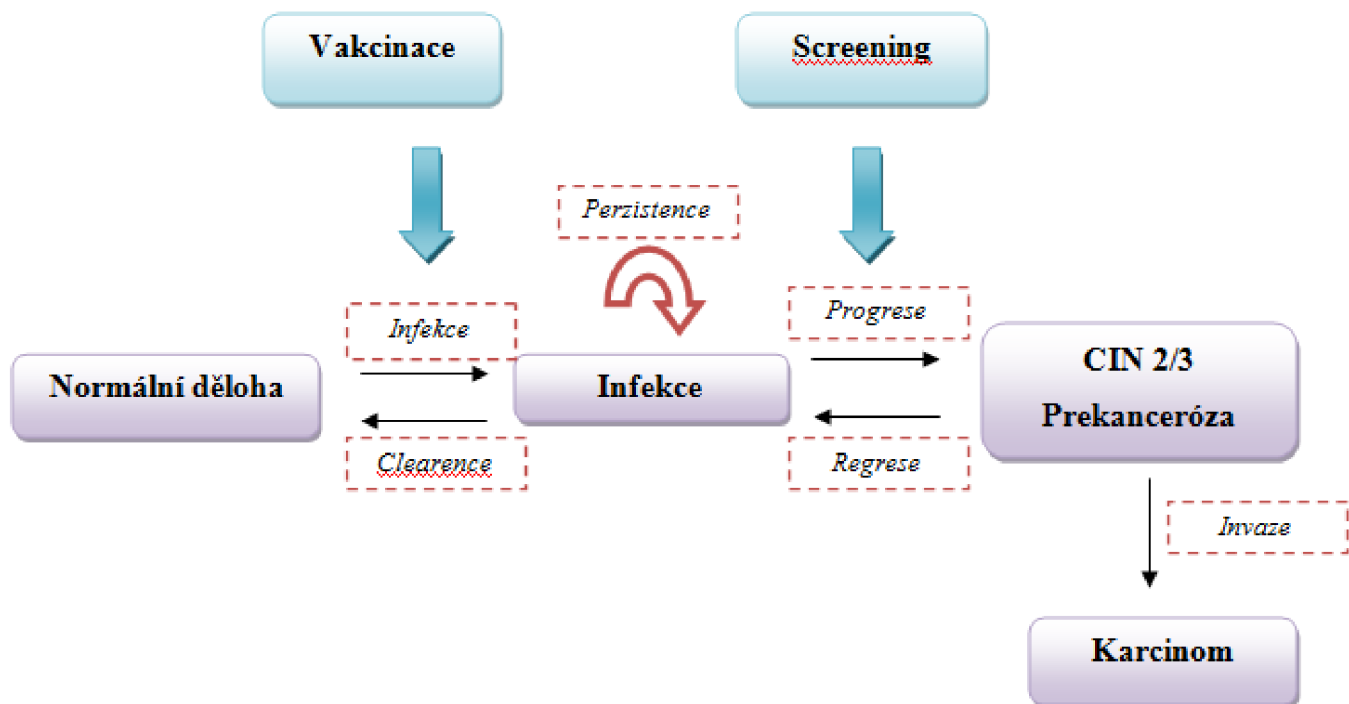 Vakcinace
Screening
Perzistence
Infekce
Progrese
Normální děloha
Infekce
CIN 2/3
Prekanceróza
Clearence
Regrese
Invaze
Karcinom